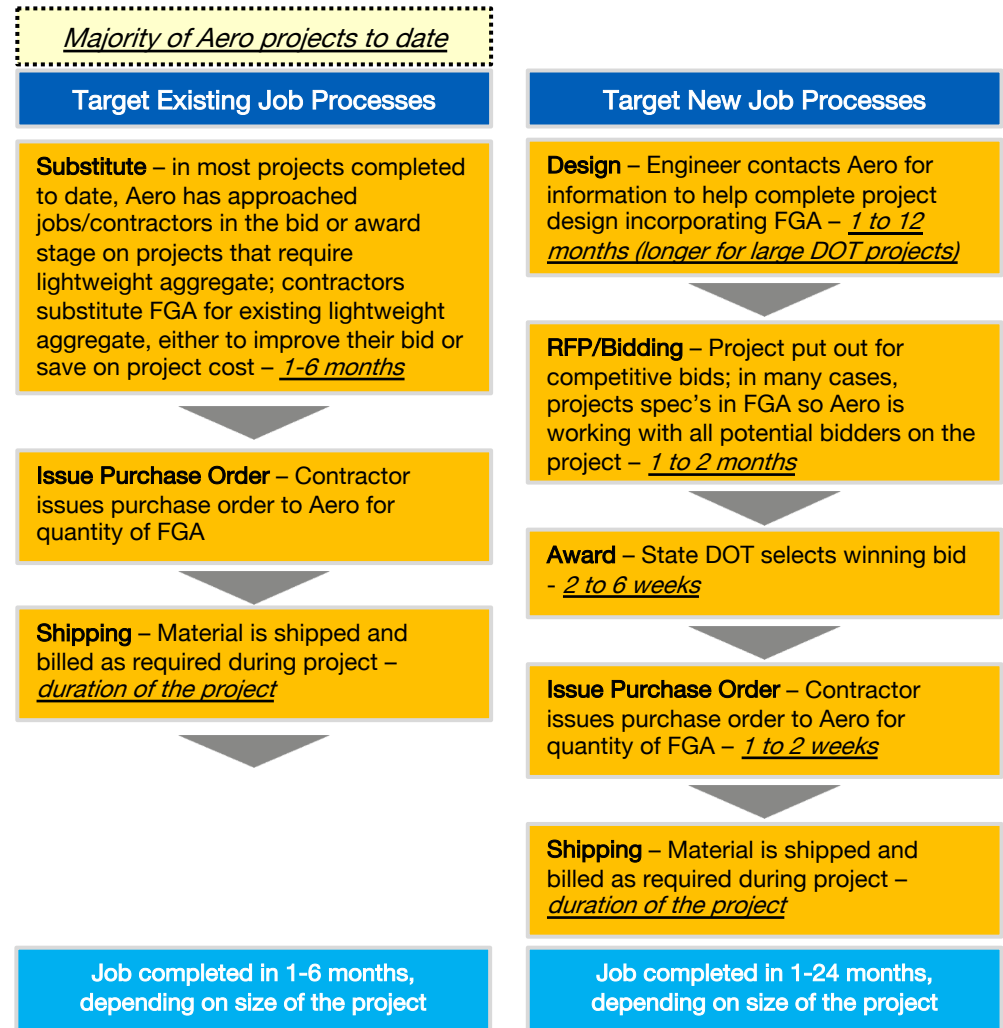 Majority of Aero projects to date
Target Existing Job Processes
Substitute – in most projects completed
to date, Aero has approached
jobs/contractors in the bid or award
stage on projects that require
lightweight aggregate; contractors
substitute FGA for existing lightweight
aggregate, either to improve their bid or
save on project cost – 1-6 months
Issue Purchase Order – Contractor
issues purchase order to Aero for
quantity of FGA
Shipping – Material is shipped and
billed as required during project –
duration of the project
Job completed in 1-6 months,
depending on size of the project
Target New Job Processes
Design – Engineer contacts Aero for
information to help complete project
design incorporating FGA – 1 to 12
months (longer for large DOT projects)
RFP/Bidding – Project put out for
competitive bids; in many cases,
projects spec’s in FGA so Aero is
working with all potential bidders on the
project – 1 to 2 months
Award – State DOT selects winning bid
- 2 to 6 weeks
Issue Purchase Order – Contractor
issues purchase order to Aero for
quantity of FGA – 1 to 2 weeks
Shipping – Material is shipped and
billed as required during project –
duration of the project
Job completed in 1-24 months,
depending on size of the project